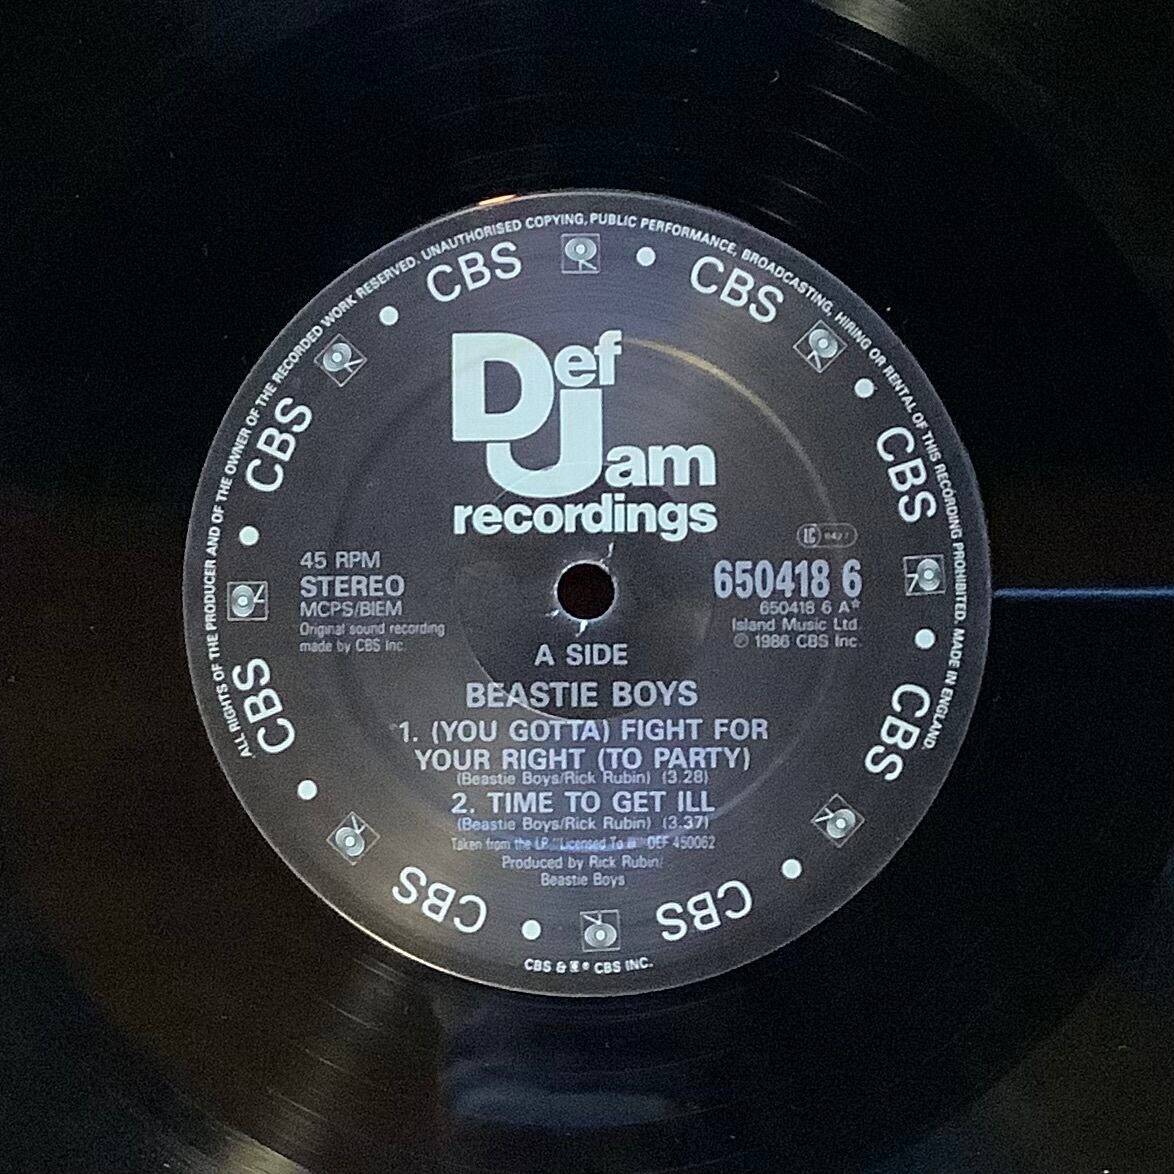 ALL RIGHTS OF THE PRODUCER AND OF THE OWNER OF THE RECORDED WORK RESERVED. UNAUTHORISED COPYING, PUBLIC PERFORMANCE, BROADCASTING, HIRING OR RENTAL OF THIS RECORDING PROHIBITED. MADE IN ENGLAND.
CBS
CBS
CBS
CBS
CBS
CBS
CBS
CBS
Def
Jam
recordings
LC
45 RPM
STEREO
MCPS/BIEM
Original sound recording
made by CBS Inc.
650418 6
650418 6 A*
Island Music Ltd.
℗ 1986 CBS Inc.
A SIDE
BEASTIE BOYS
1. (YOU GOTTA) FIGHT FOR
YOUR RIGHT (TO PARTY)
(Beastie Boys/Rick Rubin) (3.28)
2. TIME TO GET ILL
(Beastie Boys/Rick Rubin) (3.37)
Taken from the LP "Licensed To Ill" DEF 450062
Produced by Rick Rubin/
Beastie Boys
CBS & ® CBS INC.